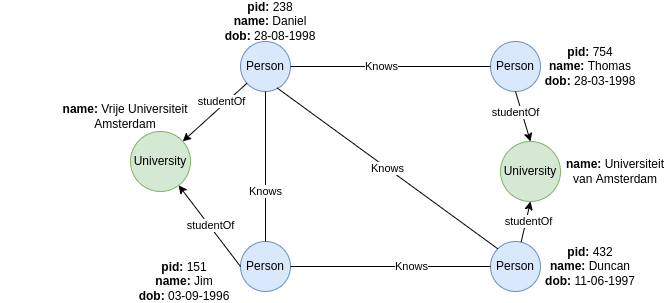 pid: 238
name: Daniel
dob: 28-08-1998
Person
Knows
Person
pid: 754
name: Thomas
dob: 28-03-1998
studentOf
name: Vrije Universiteit
Amsterdam
studentOf
University
Knows
University
name: Universiteit
van Amsterdam
Knows
studentOf
studentOf
pid: 151
name: Jim
dob: 03-09-1996
Person
Knows
Person
pid: 432
name: Duncan
dob: 11-06-1997